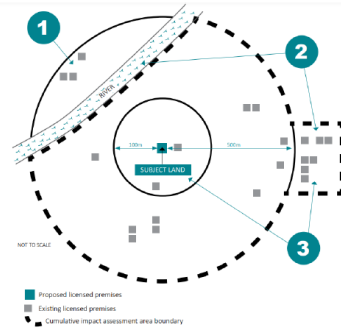 1
2
RIVER
100m
500m
SUBJECT LAND
3
NOT TO SCALE
Proposed licensed premises
Existing licensed premises
Cumulative impact assessment area boundary